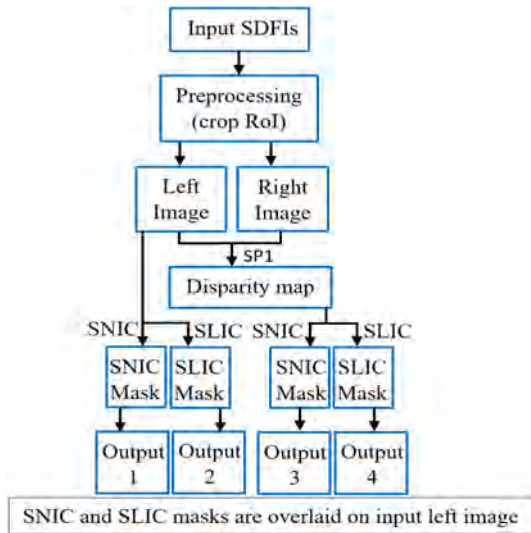 Input SDFIs
Preprocessing
(crop RoI)
Left
Image
Right
Image
SP1
Disparity map
SNIC
SLIC
SNIC
SLIC
SNIC
Mask
SLIC
Mask
SNIC
Mask
SLIC
Mask
Output
1
Output
2
Output
3
Output
4
SNIC and SLIC masks are overlaid on input left image